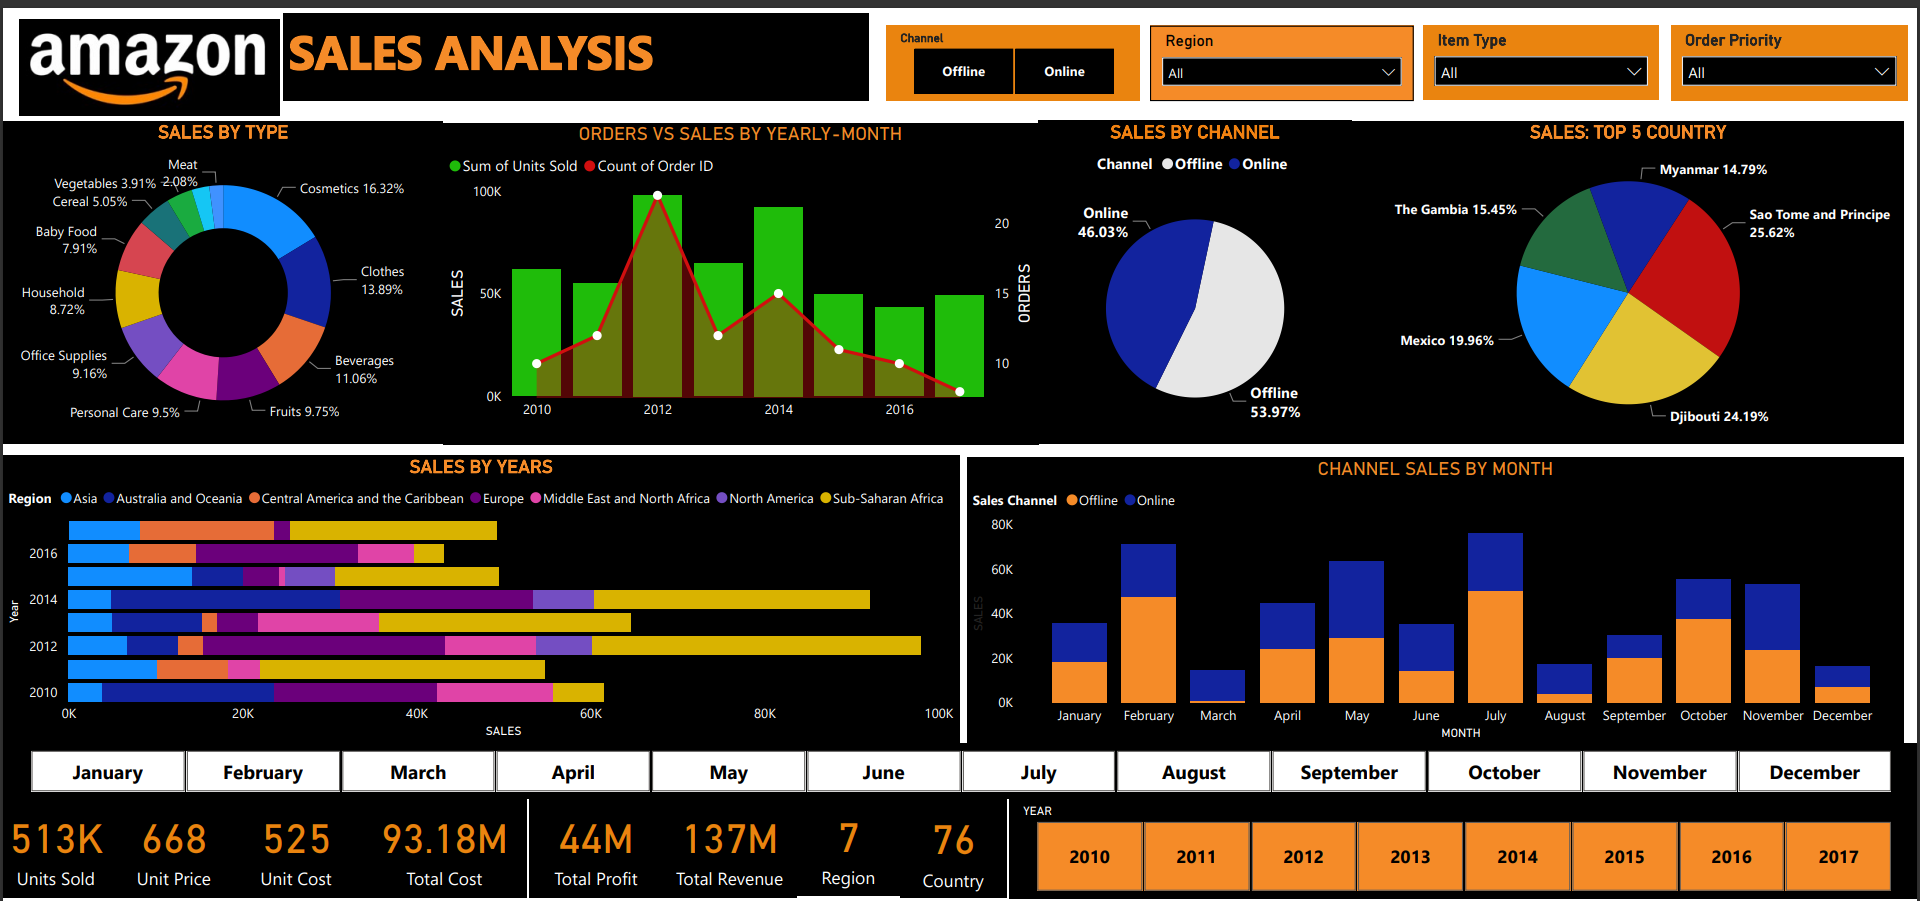 amazon
SALES ANALYSIS
Channel
Offline
Online
Region
All
Item Type
All
Order Priority
All
SALES BY TYPE
Meat
2.08%
Vegetables 3.91%
Cereal 5.05%
Baby Food
7.91%
Household
8.72%
Office Supplies
9.16%
Personal Care 9.5%
Fruits 9.75%
Beverages
11.06%
Clothes
13.89%
Cosmetics 16.32%
ORDERS VS SALES BY YEARLY-MONTH
Sum of Units Sold
Count of Order ID
SALES
100K
50K
0K
2010
2012
2014
2016
20
15
10
ORDERS
SALES BY CHANNEL
Channel
Offline
Online
Online
46.03%
Offline
53.97%
SALES: TOP 5 COUNTRY
Myanmar 14.79%
The Gambia 15.45%
Sao Tome and Principe
25.62%
Mexico 19.96%
Djibouti 24.19%
SALES BY YEARS
Region
Asia
Australia and Oceania
Central America and the Caribbean
Europe
Middle East and North Africa
North America
Sub-Saharan Africa
Year
2016
2014
2012
2010
0K
20K
40K
60K
80K
100K
SALES
CHANNEL SALES BY MONTH
Sales Channel
Offline
Online
SALES
80K
60K
40K
20K
0K
January
February
March
April
May
June
July
August
September
October
November
December
MONTH
January
February
March
April
May
June
July
August
September
October
November
December
513K
Units Sold
668
Unit Price
525
Unit Cost
93.18M
Total Cost
44M
Total Profit
137M
Total Revenue
7
Region
76
Country
YEAR
2010
2011
2012
2013
2014
2015
2016
2017